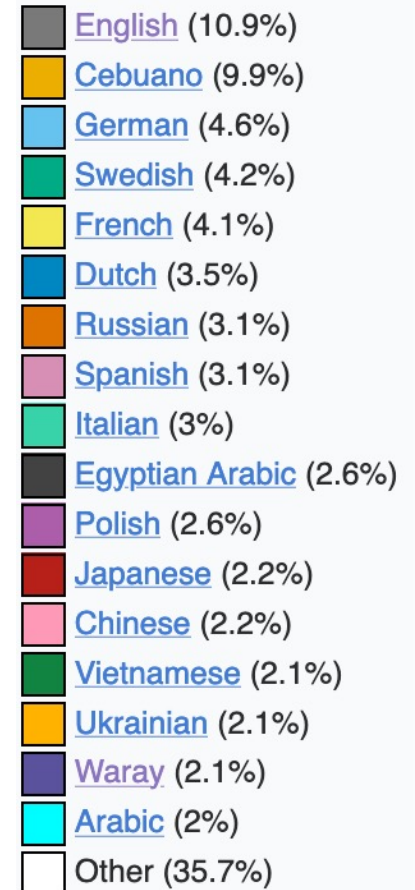 English (10.9%)
Cebuano (9.9%)
German (4.6%)
Swedish (4.2%)
French (4.1%)
Dutch (3.5%)
Russian (3.1%)
Spanish (3.1%)
Italian (3%)
Egyptian Arabic (2.6%)
Polish (2.6%)
Japanese (2.2%)
Chinese (2.2%)
Vietnamese (2.1%)
Ukrainian (2.1%)
Waray (2.1%)
Arabic (2%)
Other (35.7%)